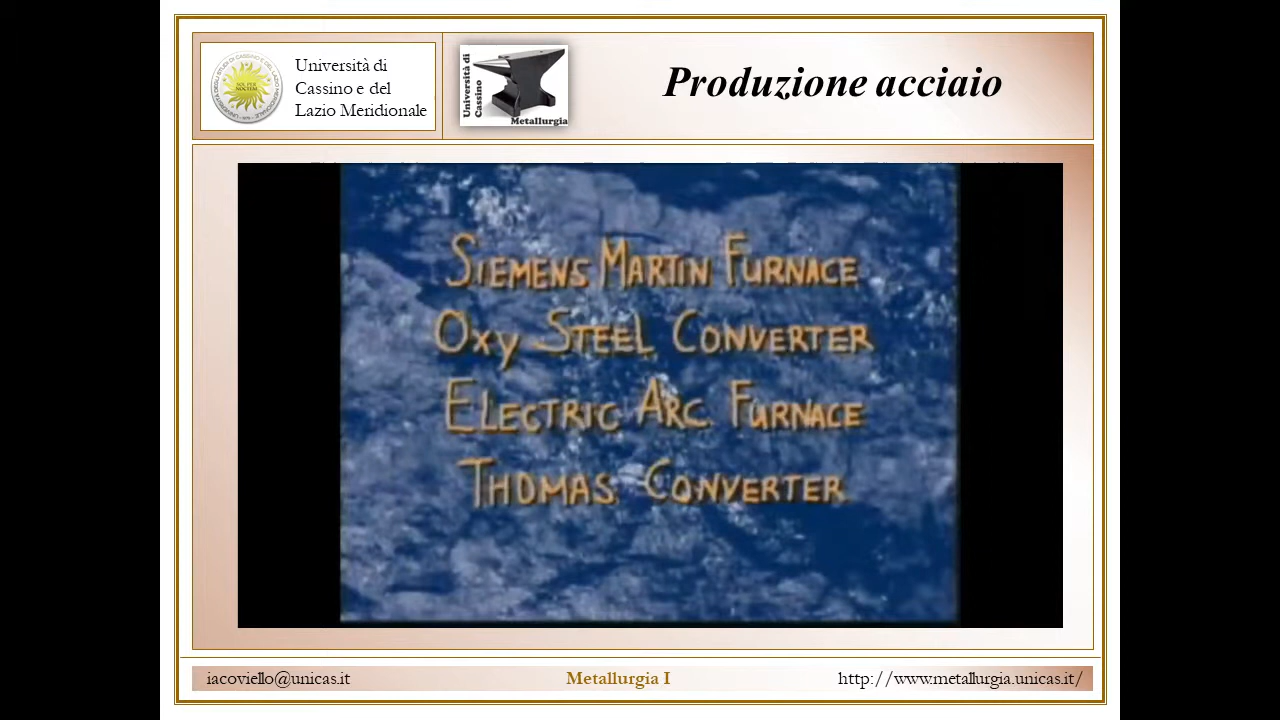 Università di
Cassino e del
Lazio Meridionale
Università di
Cassino
Metallurgia
Produzione acciaio
SIEMENS MARTIN FURNACE
OXY STEEL CONVERTER
ELECTRIC ARC FURNACE
THOMAS CONVERTER
iacoviello@unicas.it
Metallurgia I
http://www.metallurgia.unicas.it/